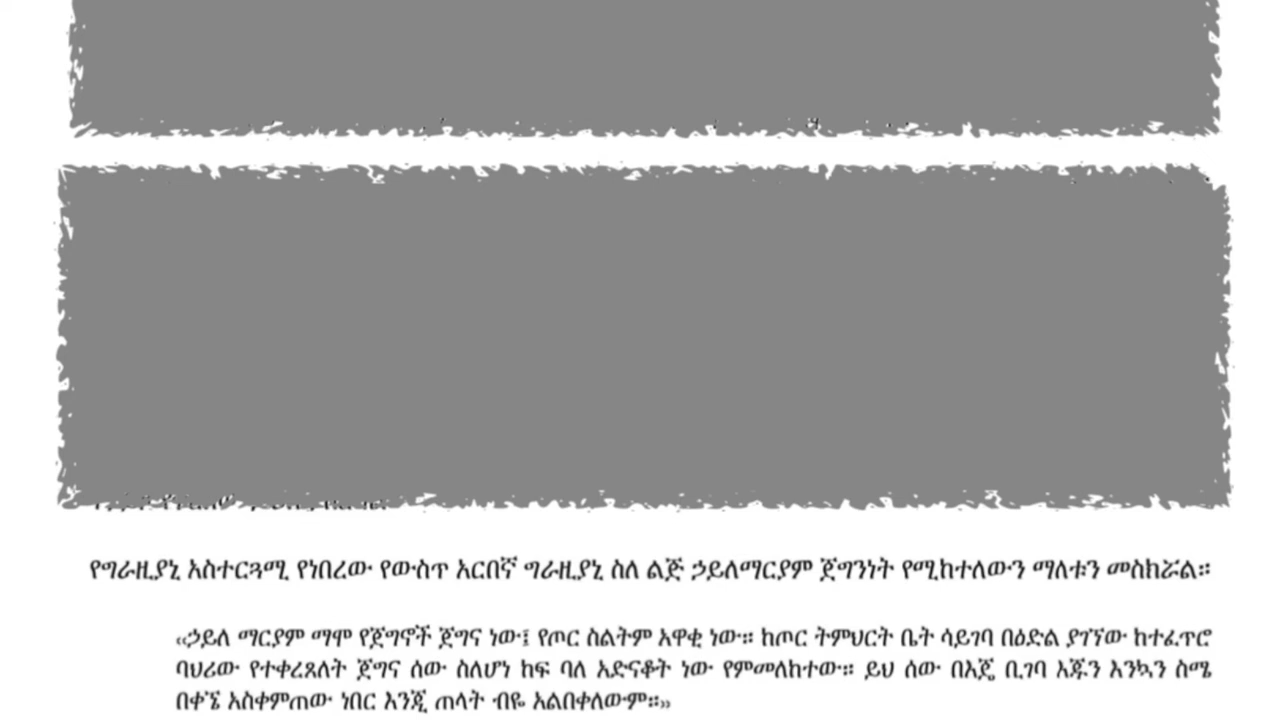 የግራዚያኒ አስተርጓሚ የነበረው የውስጥ አርበኛ ግራዚያኒ ስለ ልጅ ኃይለማርያም ጀግንነት የሚከተለውን ማለቱን መስክሯል።
‹‹ኃይለ ማርያም ማሞ የጀግኖች ጀግና ነው፤ የጦር ስልትም አዋቂ ነው። ከጦር ትምህርት ቤት ሳይገባ በዕድል ያገኘው ከተፈጥሮ
ባህሪው የተቀረጸለት ጀግና ሰው ስለሆነ ከፍ ባለ አድናቆት ነው የምመለከተው። ይህ ሰው በእጄ ቢገባ እጁን እንኳን ስሜ
በቀኜ አስቀምጠው ነበር እንጂ ጠላት ብዬ አልበቀለውም።››